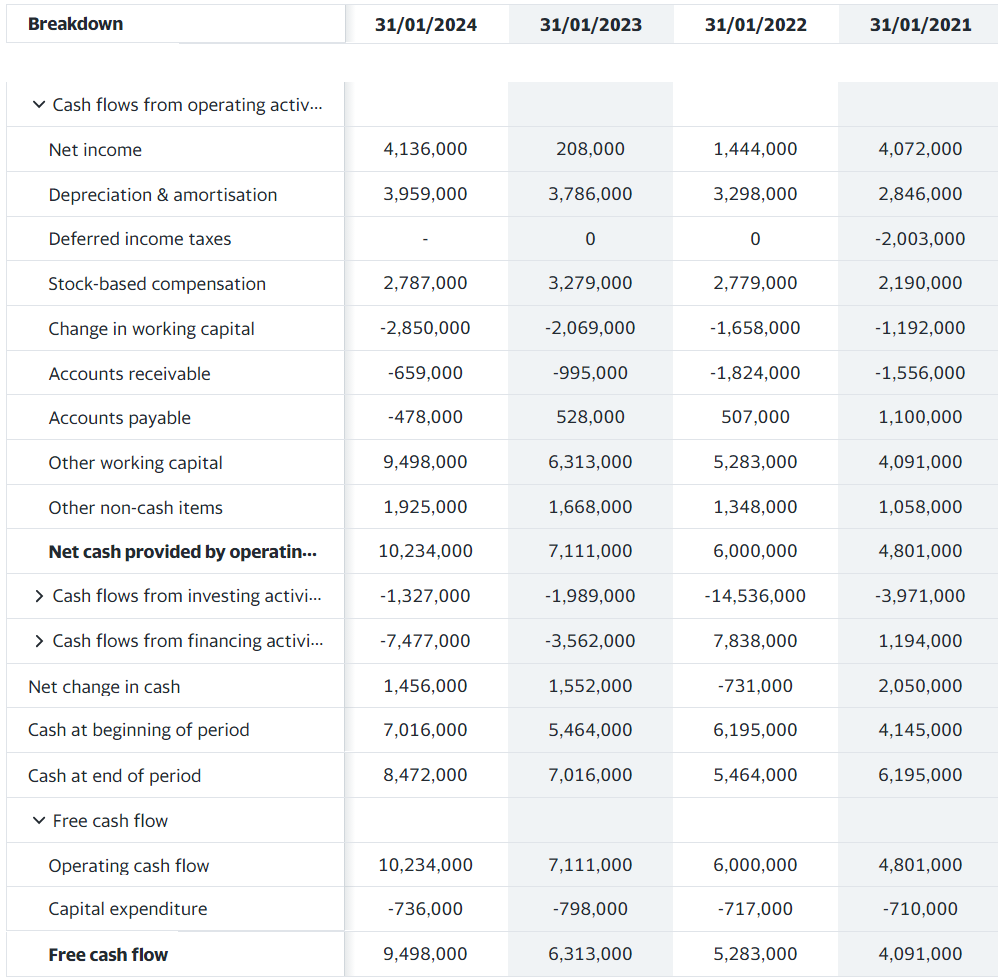 Breakdown 31/01/2024 31/01/2023 31/01/2022 31/01/2021
Cash flows from operating activ...
Net income 4,136,000 208,000 1,444,000 4,072,000
Depreciation & amortisation 3,959,000 3,786,000 3,298,000 2,846,000
Deferred income taxes - 0 0 -2,003,000
Stock-based compensation 2,787,000 3,279,000 2,779,000 2,190,000
Change in working capital -2,850,000 -2,069,000 -1,658,000 -1,192,000
Accounts receivable -659,000 -995,000 -1,824,000 -1,556,000
Accounts payable -478,000 528,000 507,000 1,100,000
Other working capital 9,498,000 6,313,000 5,283,000 4,091,000
Other non-cash items 1,925,000 1,668,000 1,348,000 1,058,000
Net cash provided by operatin... 10,234,000 7,111,000 6,000,000 4,801,000
Cash flows from investing activi... -1,327,000 -1,989,000 -14,536,000 -3,971,000
Cash flows from financing activi... -7,477,000 -3,562,000 7,838,000 1,194,000
Net change in cash 1,456,000 1,552,000 -731,000 2,050,000
Cash at beginning of period 7,016,000 5,464,000 6,195,000 4,145,000
Cash at end of period 8,472,000 7,016,000 5,464,000 6,195,000
Free cash flow
Operating cash flow 10,234,000 7,111,000 6,000,000 4,801,000
Capital expenditure -736,000 -798,000 -717,000 -710,000
Free cash flow 9,498,000 6,313,000 5,283,000 4,091,000